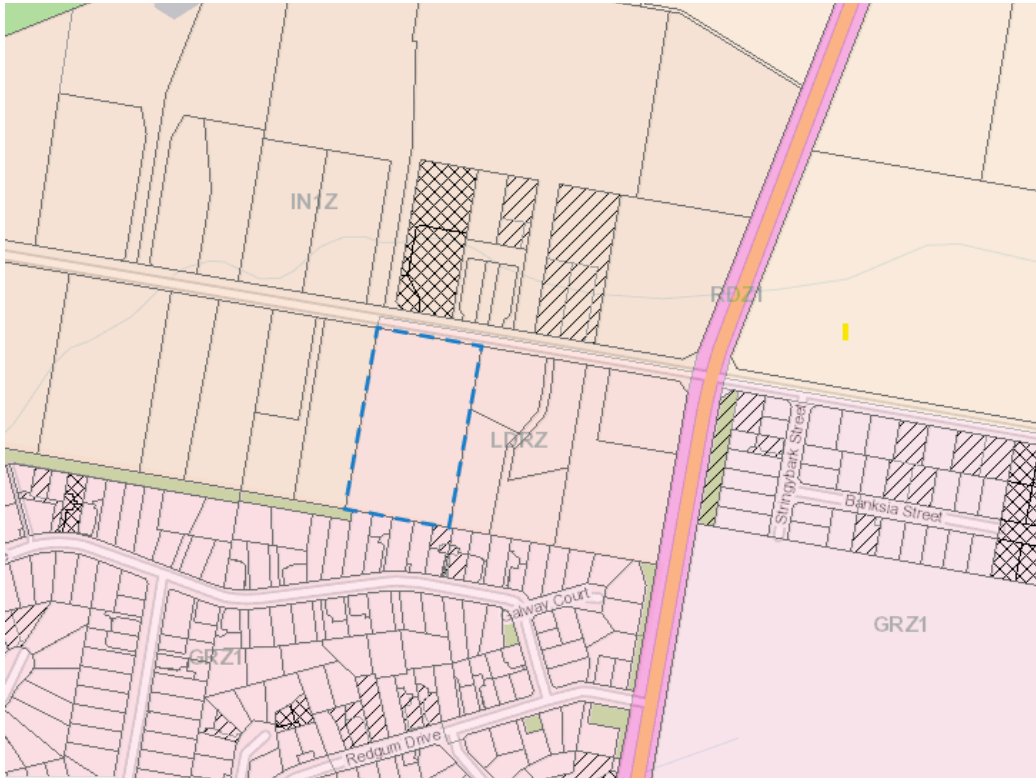 IN1Z
RDZ1
LDRZ
Stringybark Street
Banksia Street
Galway Court
GRZ1
GRZ1
Redgum Drive